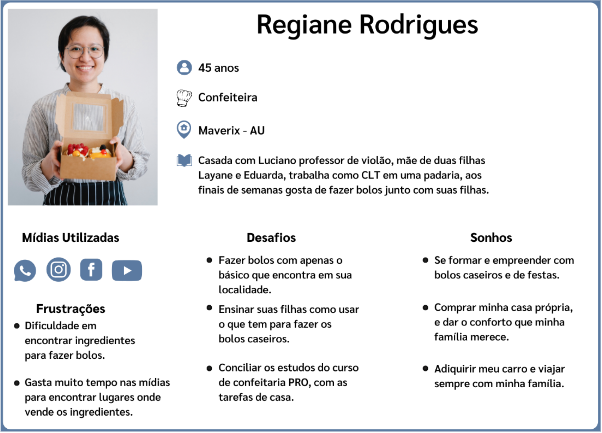 Regiane Rodrigues
45 anos
Confeiteira
Maverix - AU
Casada com Luciano professor de violão, mãe de duas filhas
Layane e Eduarda, trabalha como CLT em uma padaria, aos
finais de semanas gosta de fazer bolos junto com suas filhas.
Mídias Utilizadas
Frustrações
Dificuldade em
encontrar ingredientes
para fazer bolos.
Gasta muito tempo nas mídias
para encontrar lugares onde
vende os ingredientes.
Desafios
Fazer bolos com apenas o
básico que encontra em sua
localidade.
Ensinar suas filhas como usar
o que tem para fazer os
bolos caseiros.
Conciliar os estudos do curso
de confeitaria PRO, com as
tarefas de casa.
Sonhos
Se formar e empreender com
bolos caseiros e de festas.
Comprar minha casa própria,
e dar o conforto que minha
família merece.
Adiquirir meu carro e viajar
sempre com minha família.